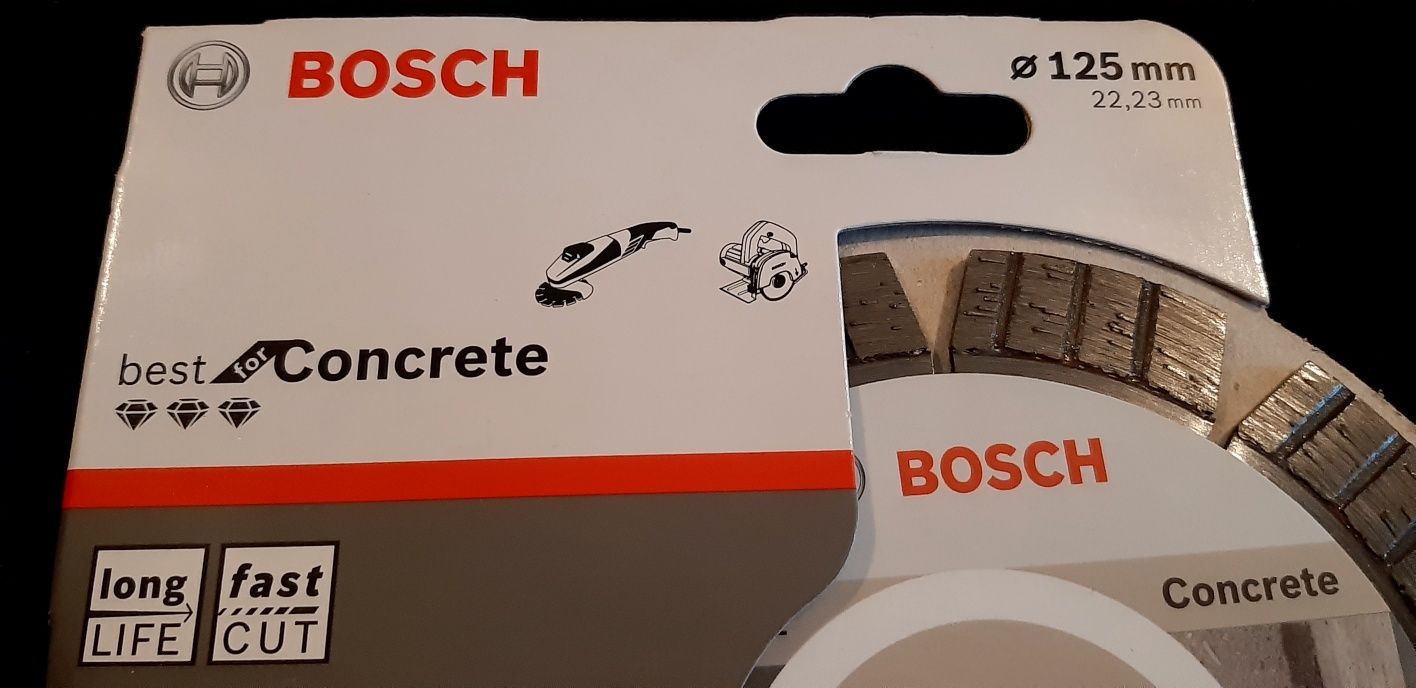 BOSCH
ø 125 mm
22,23 mm
best for Concrete
long LIFE
fast CUT
BOSCH
Concrete